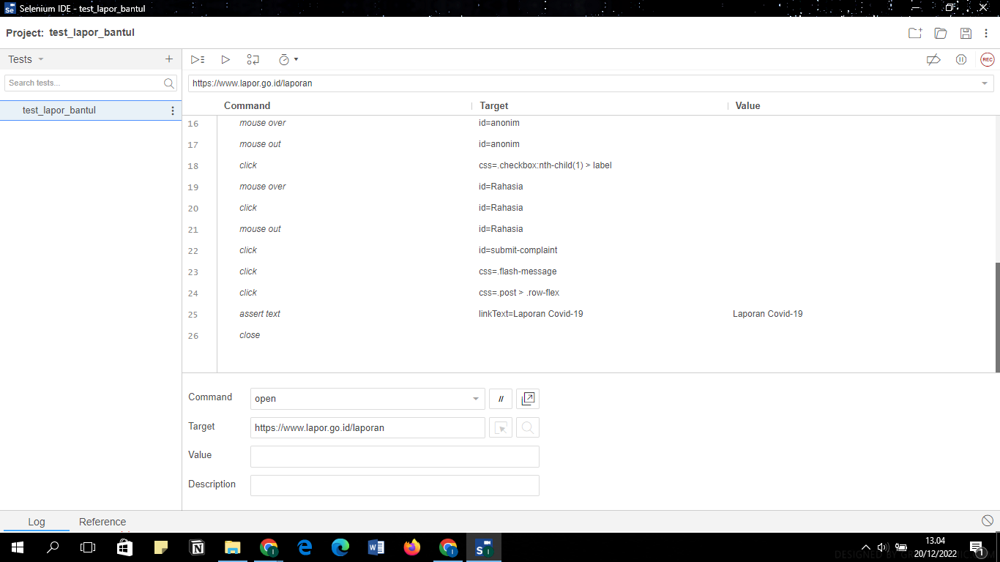 Selenium IDE - test_lapor_bantul
Project: test_lapor_bantul
Tests
Search tests...
test_lapor_bantul
REC
https://www.lapor.go.id/laporan
Command Target Value
16 mouse over id=anonim
17 mouse out id=anonim
18 click css=.checkbox:nth-child(1) > label
19 mouse over id=Rahasia
20 click id=Rahasia
21 mouse out id=Rahasia
22 click id=submit-complaint
23 click css=.flash-message
24 click css=.post > .row-flex
25 assert text linkText=Laporan Covid-19 Laporan Covid-19
26 close
Command open //
Target https://www.lapor.go.id/laporan
Value
Description
Log Reference
13.04
20/12/2022
1